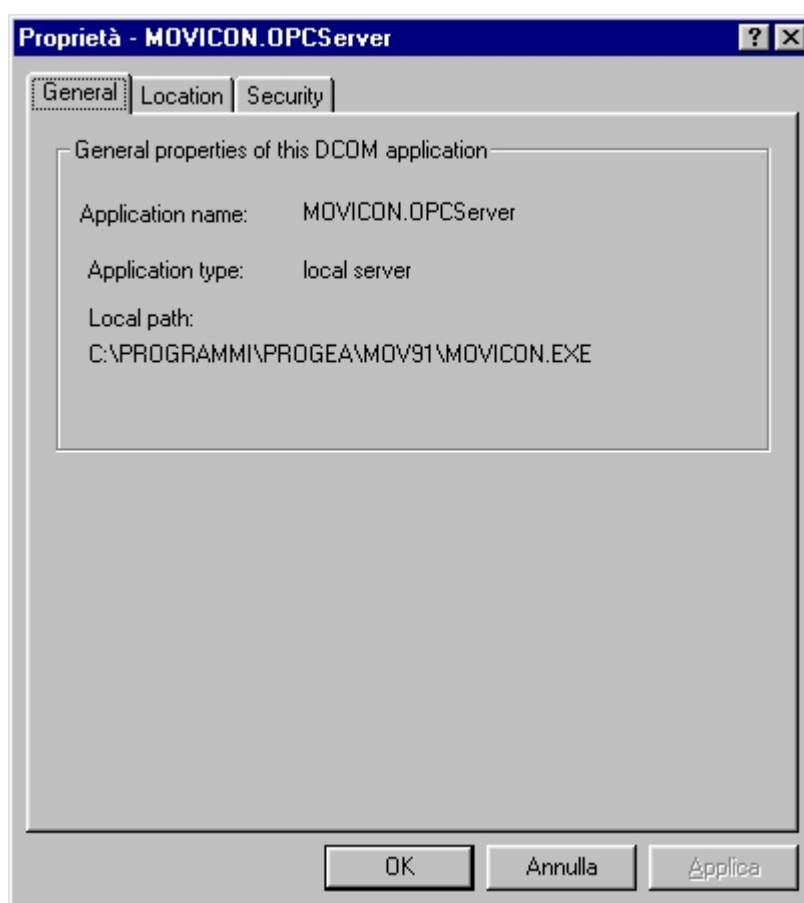 Proprietà - MOVICON.OPCServer
General Location Security
General properties of this DCOM application
Application name: MOVICON.OPCServer
Application type: local server
Local path:
C:\PROGRAMMI\PROGEA\MOV91\MOVICON.EXE
OK Annulla Applica